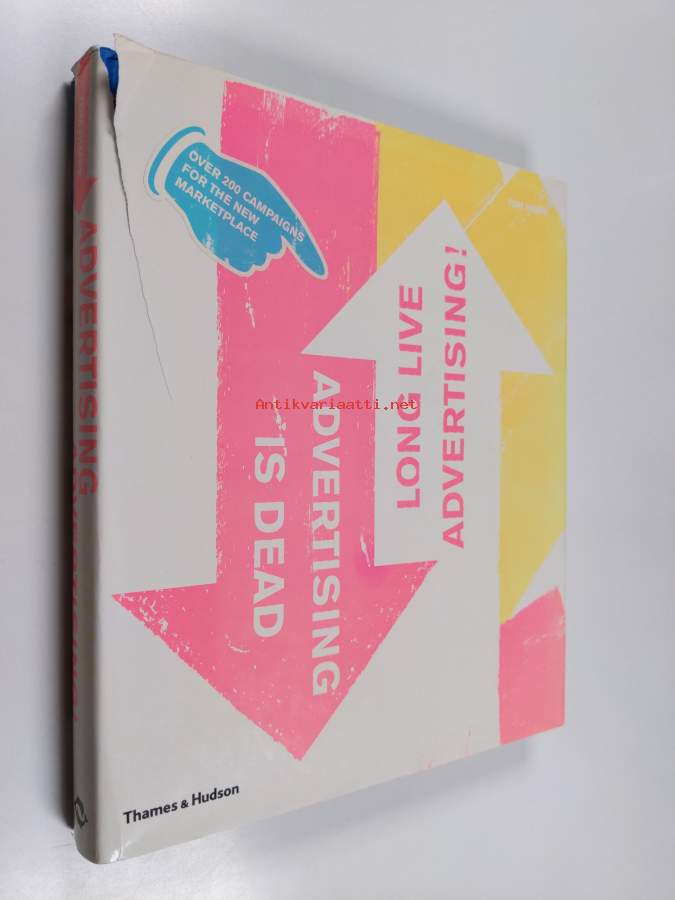 OVER 200 CAMPAIGNS
FOR THE NEW
MARKETPLACE
ADVERTISING
IS DEAD
LONG LIVE
ADVERTISING!
Thames & Hudson
ADVERTISING
Antikvariaatti.net